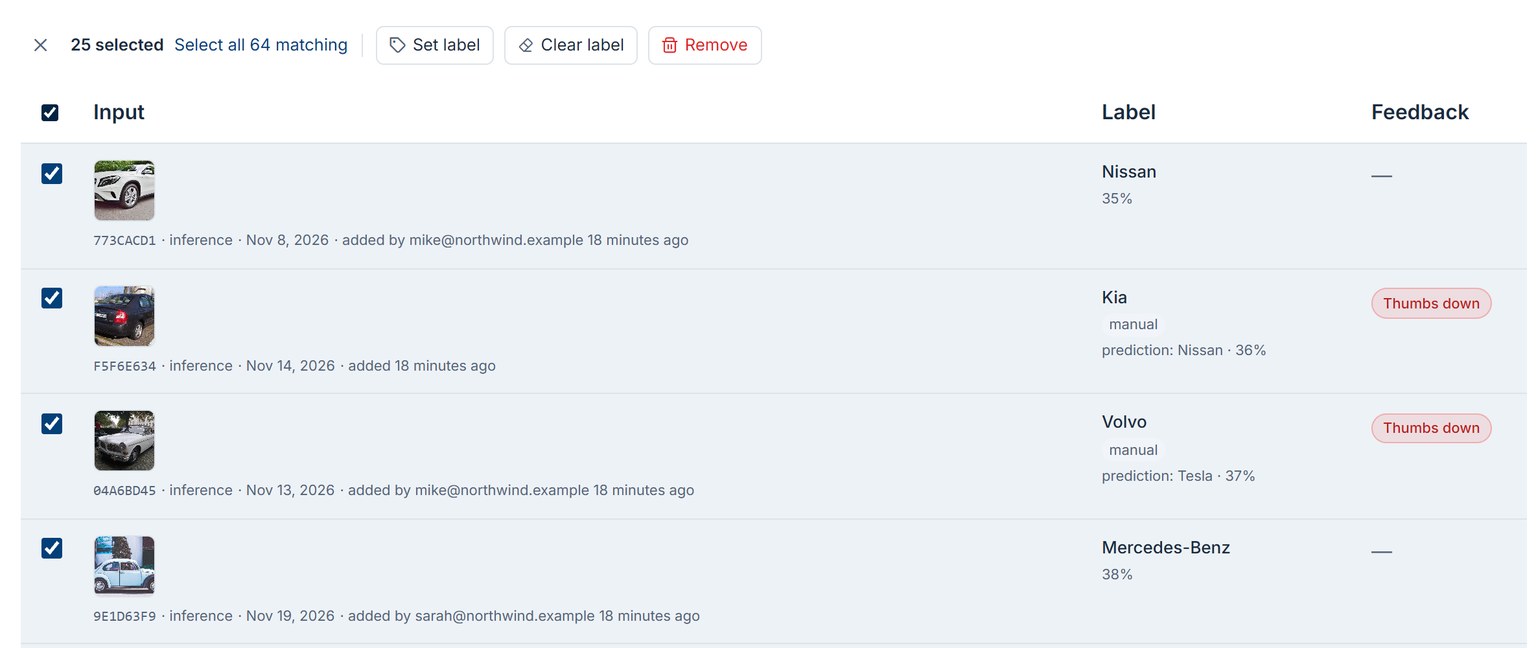 25 selected Select all 64 matching Set label Clear label Remove
Input Label Feedback
Nissan —
35%
773CACD1 · inference · Nov 8, 2026 · added by mike@northwind.example 18 minutes ago
Kia Thumbs down
manual
prediction: Nissan · 36%
F5F6E634 · inference · Nov 14, 2026 · added 18 minutes ago
Volvo Thumbs down
manual
prediction: Tesla · 37%
04A6BD45 · inference · Nov 13, 2026 · added by mike@northwind.example 18 minutes ago
Mercedes-Benz —
38%
9E1D63F9 · inference · Nov 19, 2026 · added by sarah@northwind.example 18 minutes ago